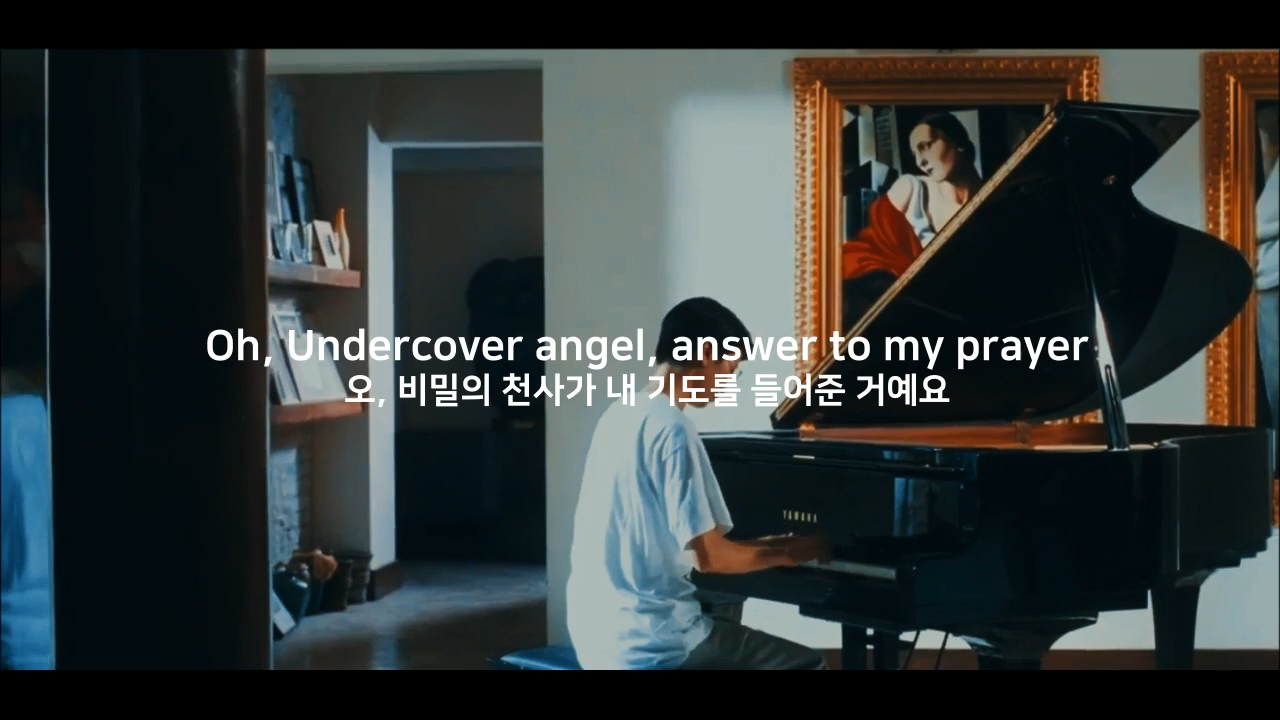 Oh, Undercover angel, answer to my prayer
오, 비밀의 천사가 내 기도를 들어준 거예요
YAMAHA